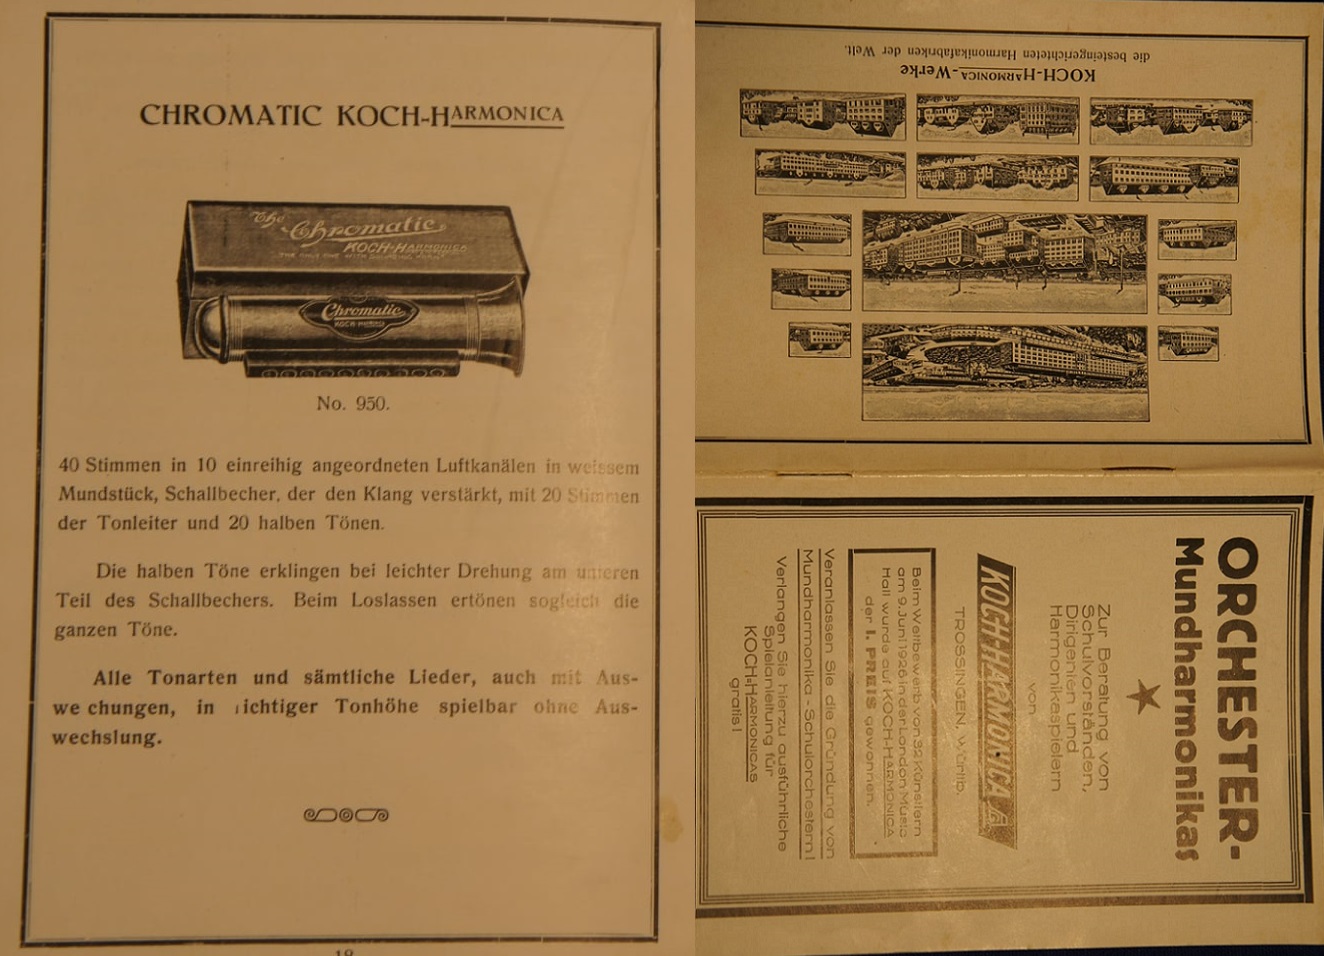 CHROMATIC KOCH-HARMONICA
The
Chromatic
KOCH-HARMONICA
Chromatic
No. 950.
40 Stimmen in 10 einreihig angeordneten Luftkanälen in weissem
Mundstück, Schallbecher, der den Klang verstärkt, mit 20 Stimmen
der Tonleiter und 20 halben Tönen.
Die halben Töne erklingen bei leichter Drehung am unteren
Teil des Schallbechers. Beim Loslassen ertönen sogleich die
ganzen Töne.
Alle Tonarten und sämtliche Lieder, auch mit Aus-
we chungen, in richtiger Tonhöhe spielbar ohne Aus-
wechslung.
KOCH-HARMONICA-Werke
die besteingerichteten Harmonikafabriken der Welt.
ORCHESTER-
Mundharmonikas
Zur Beratung von
Schulvorständen,
Dirigenten und
Harmonikaspielern
von
KOCH-HARMONICA A.G.
TROSSINGEN, Württb.
Beim Wettbewerb von 32 Künstlern
am 9. Juni 1926 in der London Music
Hall wurde auf KOCH-HARMONICA
der I. PREIS gewonnen.
Veranlassen Sie die Gründung von
Mundharmonika-Schulorchestern!
Verlangen Sie hierzu ausführliche
Spielanleitung für
KOCH-HARMONICAS
gratis!